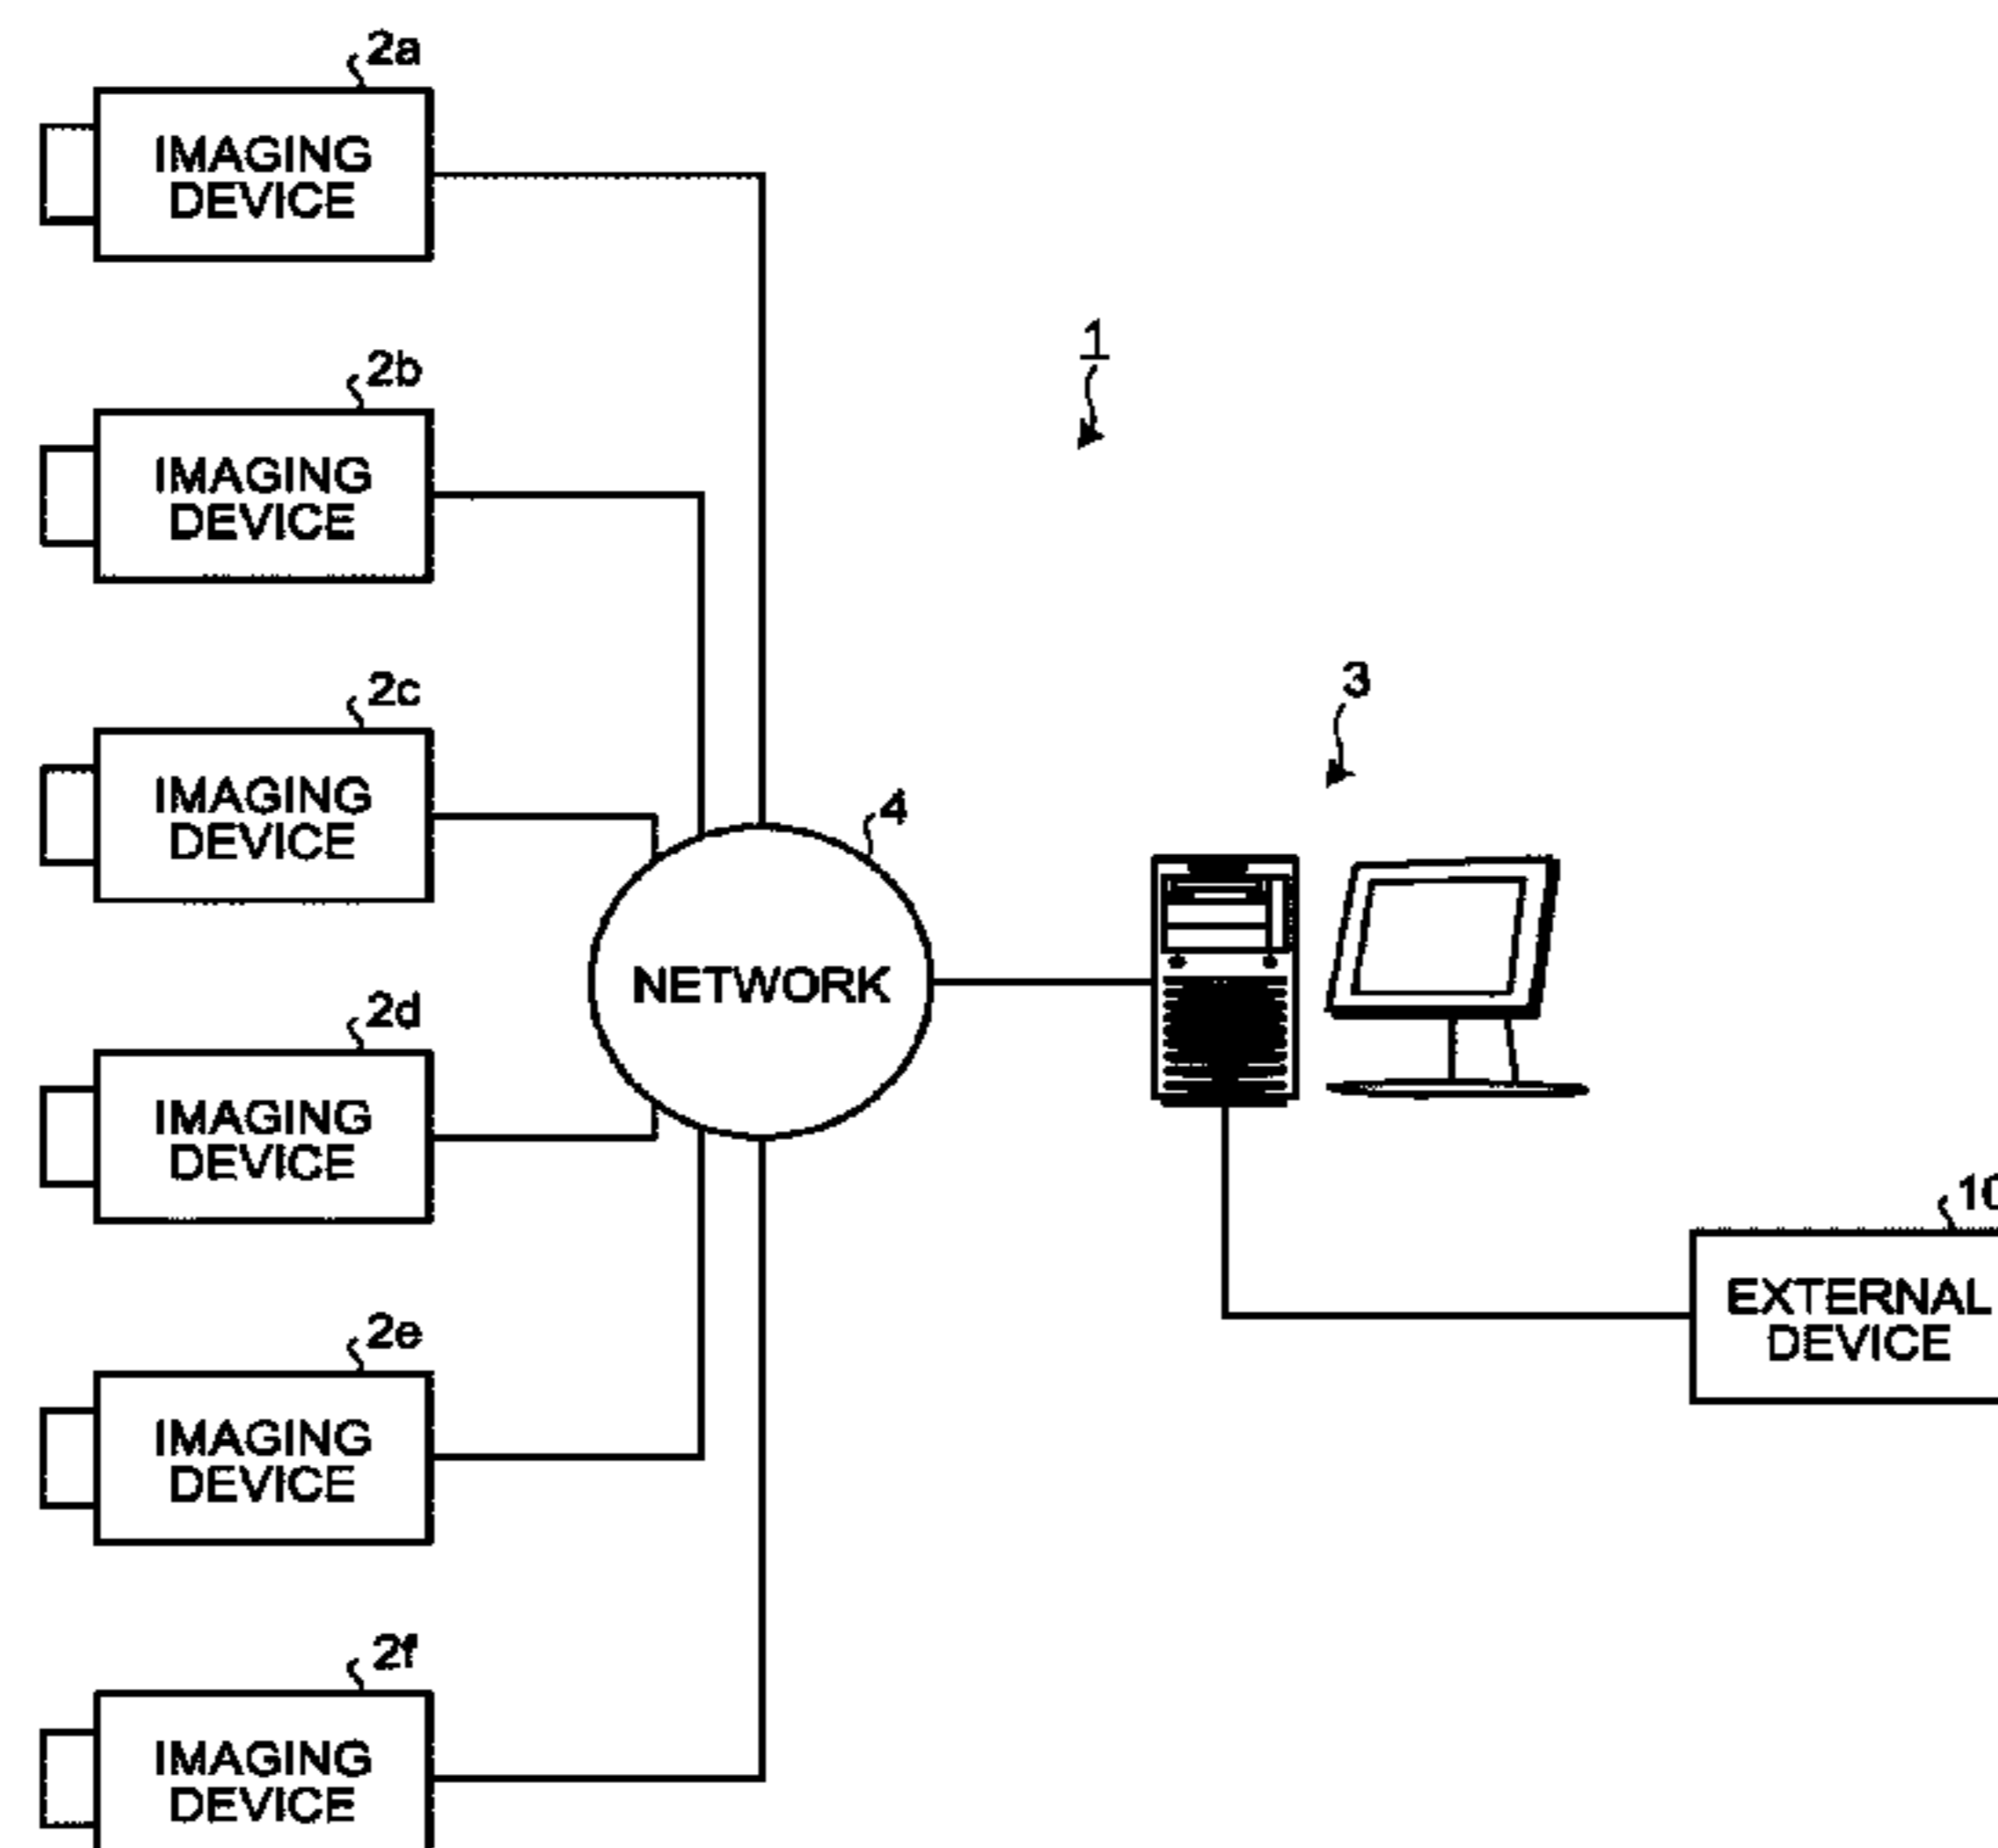 2a
IMAGING
DEVICE
1
2b
IMAGING
DEVICE
2c
IMAGING
DEVICE
3
4
NETWORK
2d
IMAGING
DEVICE
10
EXTERNAL
DEVICE
2e
IMAGING
DEVICE
2f
IMAGING
DEVICE